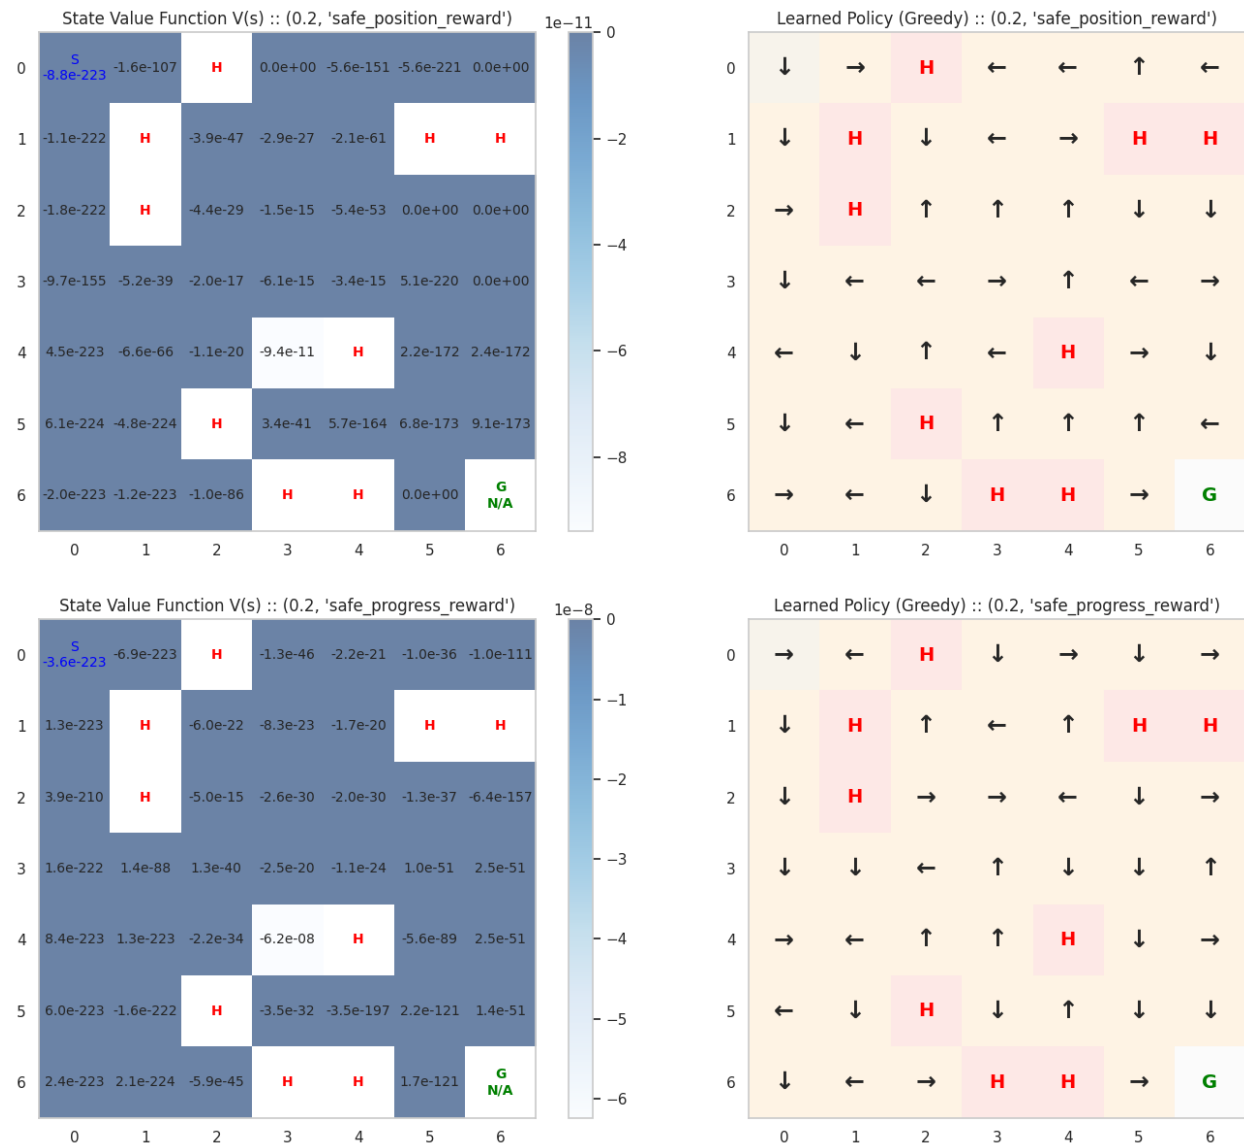 State Value Function V(s) :: (0.2, 'safe_position_reward')
1e−11
0 S -8.8e-223 -1.6e-107 H 0.0e+00 -5.6e-151 -5.6e-221 0.0e+00
1 -1.1e-222 H -3.9e-47 -2.9e-27 -2.1e-61 H H
2 -1.8e-222 H -4.4e-29 -1.5e-15 -5.4e-53 0.0e+00 0.0e+00
3 -9.7e-155 -5.2e-39 -2.0e-17 -6.1e-15 -3.4e-15 5.1e-220 0.0e+00
4 4.5e-223 -6.6e-66 -1.1e-20 -9.4e-11 H 2.2e-172 2.4e-172
5 6.1e-224 -4.8e-224 H 3.4e-41 5.7e-164 6.8e-173 9.1e-173
6 -2.0e-223 -1.2e-223 -1.0e-86 H H 0.0e+00 G N/A
0 1 2 3 4 5 6
0
−2
−4
−6
−8
Learned Policy (Greedy) :: (0.2, 'safe_position_reward')
0 ↓ → H ← ← ↑ ←
1 ↓ H ↓ ← → H H
2 → H ↑ ↑ ↑ ↓ ↓
3 ↓ ← ← → ↑ ← →
4 ← ↓ ↑ ← H → ↓
5 ↓ ← H ↑ ↑ ↑ ←
6 → ← ↓ H H → G
0 1 2 3 4 5 6
State Value Function V(s) :: (0.2, 'safe_progress_reward')
1e−8
0 S -3.6e-223 -6.9e-223 H -1.3e-46 -2.2e-21 -1.0e-36 -1.0e-111
1 1.3e-223 H -6.0e-22 -8.3e-23 -1.7e-20 H H
2 3.9e-210 H -5.0e-15 -2.6e-30 -2.0e-30 -1.3e-37 -6.4e-157
3 1.6e-222 1.4e-88 1.3e-40 -2.5e-20 -1.1e-24 1.0e-51 2.5e-51
4 8.4e-223 1.3e-223 -2.2e-34 -6.2e-08 H -5.6e-89 2.5e-51
5 6.0e-223 -1.6e-222 H -3.5e-32 -3.5e-197 2.2e-121 1.4e-51
6 2.4e-223 2.1e-224 -5.9e-45 H H 1.7e-121 G N/A
0 1 2 3 4 5 6
0
−1
−2
−3
−4
−5
−6
Learned Policy (Greedy) :: (0.2, 'safe_progress_reward')
0 → ← H ↓ → ↓ →
1 ↓ H ↑ ← ↑ H H
2 ↓ H → → ← ↓ →
3 ↓ ↓ ← ↑ ↓ ↓ ↑
4 → ← ↑ ↑ H ↓ →
5 ← ↓ H ↓ ↑ ↓ ↓
6 ↓ ← → H H → G
0 1 2 3 4 5 6